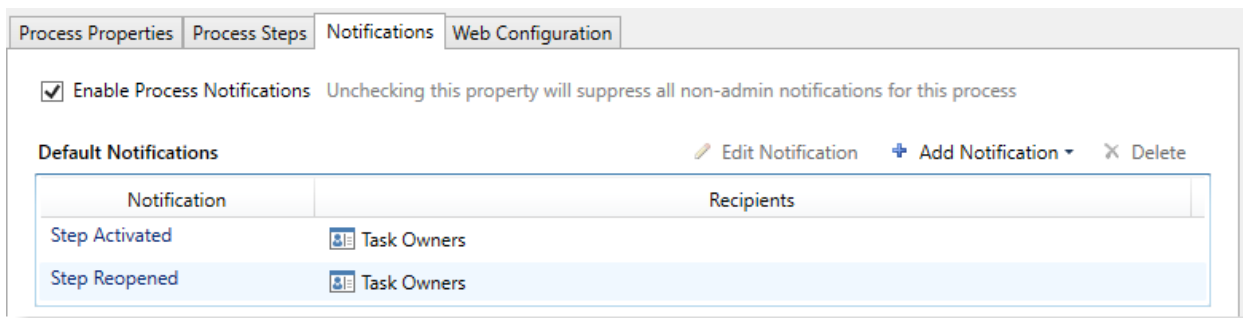 Process Properties Process Steps Notifications Web Configuration
Enable Process Notifications Unchecking this property will suppress all non-admin notifications for this process
Default Notifications Edit Notification Add Notification Delete
Notification Recipients
Step Activated Task Owners
Step Reopened Task Owners